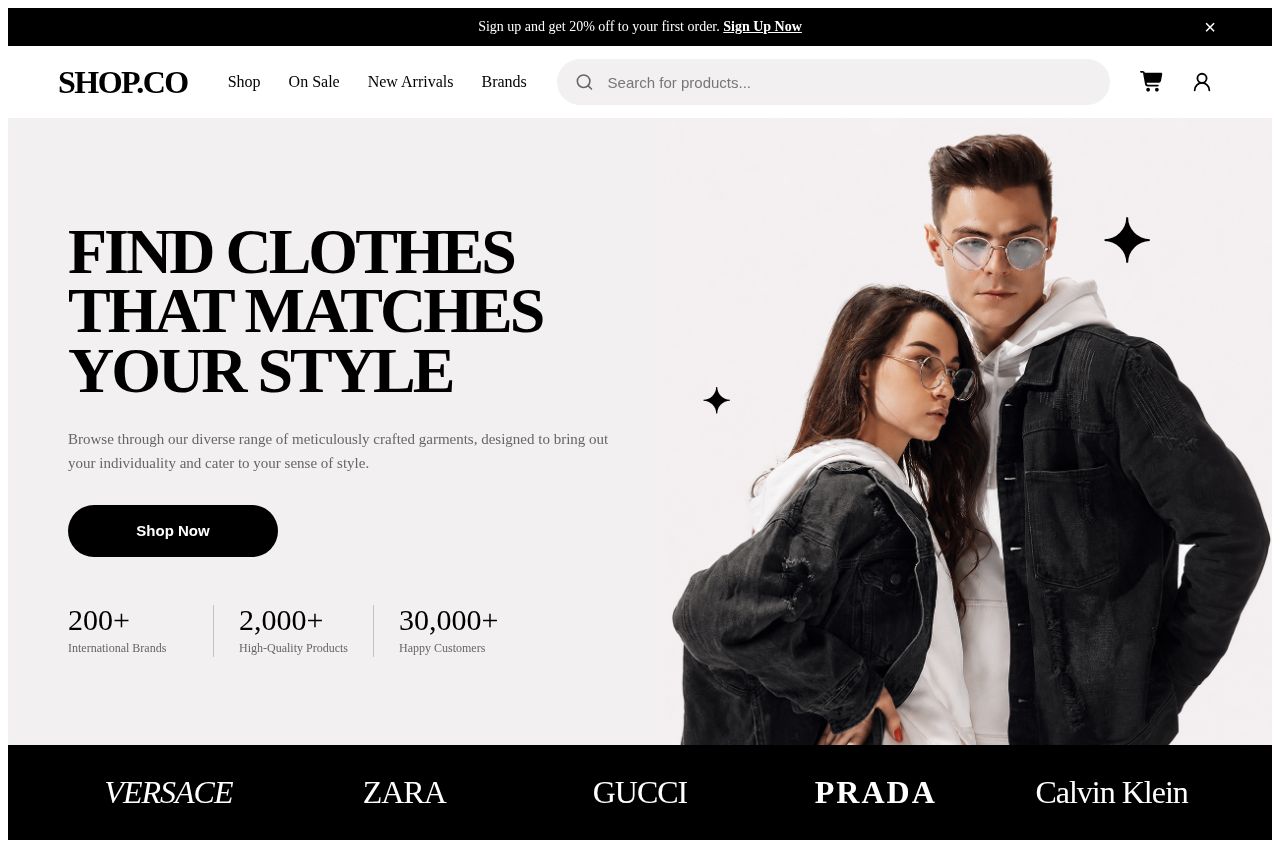 Sign up and get 20% off to your first order. Sign Up Now
SHOP.CO
Shop
On Sale
New Arrivals
Brands
Search for products...
FIND CLOTHES
THAT MATCHES
YOUR STYLE
Browse through our diverse range of meticulously crafted garments, designed to bring out
your individuality and cater to your sense of style.
Shop Now
200+
International Brands
2,000+
High-Quality Products
30,000+
Happy Customers
VERSACE
ZARA
GUCCI
PRADA
Calvin Klein